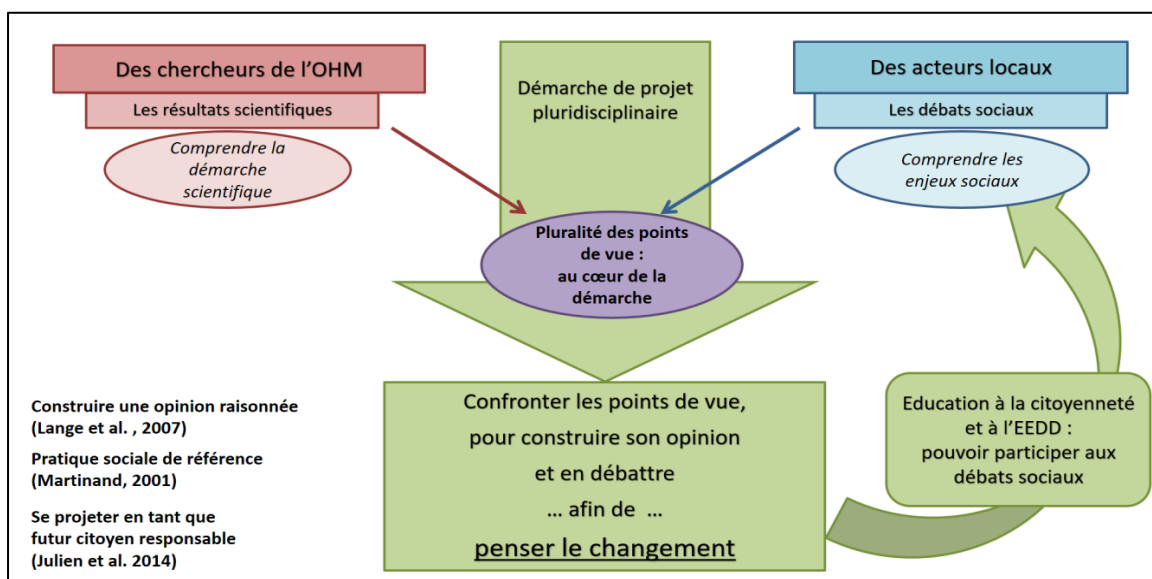 Des chercheurs de l'OHM
Les résultats scientifiques
Comprendre la
démarche
scientifique
Démarche de projet
pluridisciplinaire
Des acteurs locaux
Les débats sociaux
Comprendre les
enjeux sociaux
Pluralité des points
de vue :
au cœur de la
démarche
Confronter les points de vue,
pour construire son opinion
et en débattre
... afin de ...
penser le changement
Education à la citoyenneté
et à l'EEDD :
pouvoir participer aux
débats sociaux
Construire une opinion raisonnée
(Lange et al. , 2007)
Pratique sociale de référence
(Martinand, 2001)
Se projeter en tant que
futur citoyen responsable
(Julien et al. 2014)